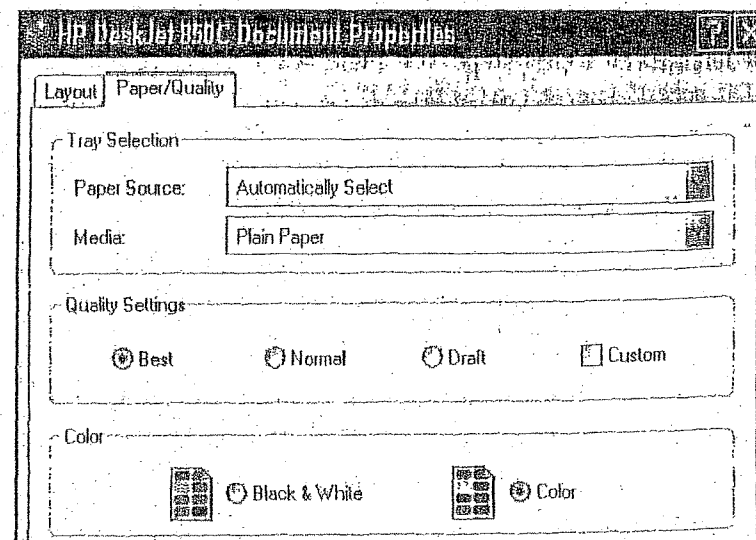 HP DeskJet 850C Document Properties
Layout Paper/Quality
Tray Selection
Paper Source: Automatically Select
Media: Plain Paper
Quality Settings
Best Normal Draft Custom
Color
Black & White Color